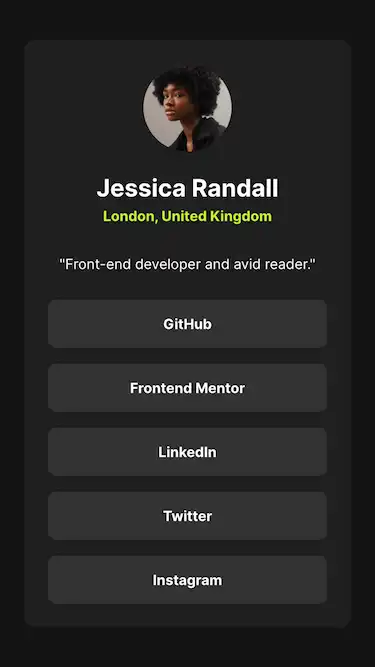 Jessica Randall
London, United Kingdom
"Front-end developer and avid reader."
GitHub
Frontend Mentor
LinkedIn
Twitter
Instagram